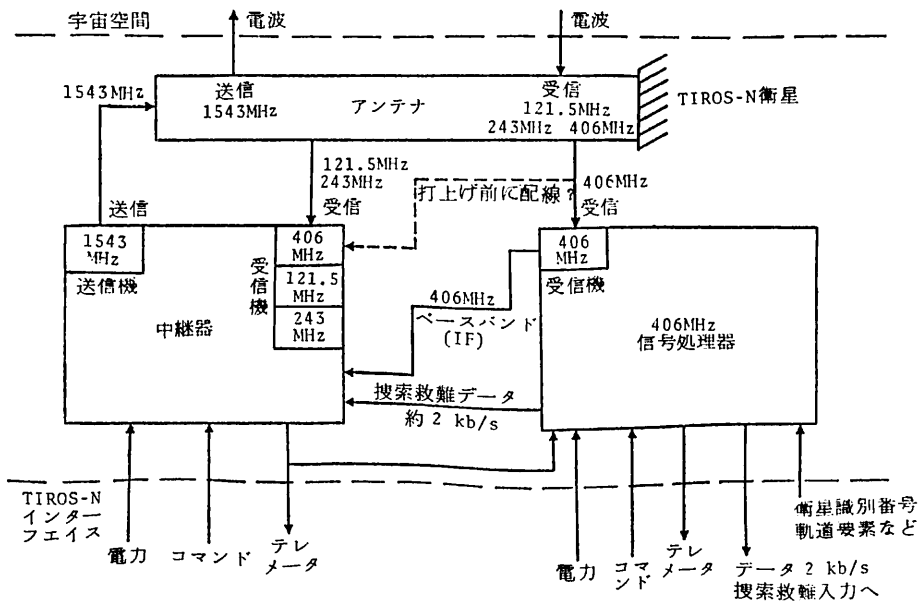 宇宙空間
電波
電波
1543MHz
送信
1543MHz
アンテナ
受信
121.5MHz
243MHz 406MHz
TIROS-N衛星
121.5MHz
243MHz
受信
打上げ前に配線?
406MHz
受信
送信
1543
MHz
送信機
受信機
406
MHz
121.5
MHz
243
MHz
中継器
406
MHz
受信機
406MHz
ベースバンド
(IF)
406MHz
信号処理器
捜索救難データ
約2 kb/s
TIROS-N
インター
フェイス
電力
コマンド
テレ
メータ
電力
コマ
ンド
テレ
メータ
データ 2 kb/s
捜索救難入力へ
衛星識別番号
軌道要素など